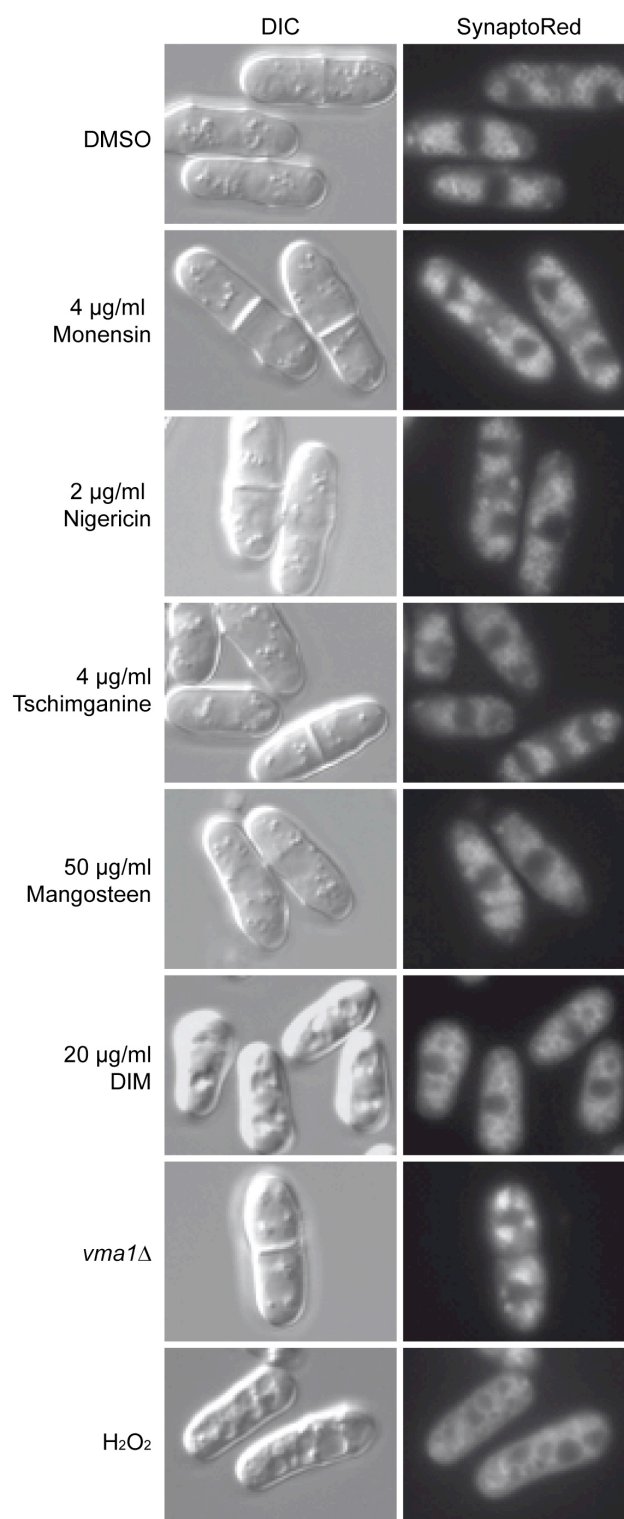 DIC SynaptoRed
DMSO
4 µg/ml
Monensin
2 µg/ml
Nigericin
4 µg/ml
Tschimganine
50 µg/ml
Mangosteen
20 µg/ml
DIM
vma1Δ
H₂O₂